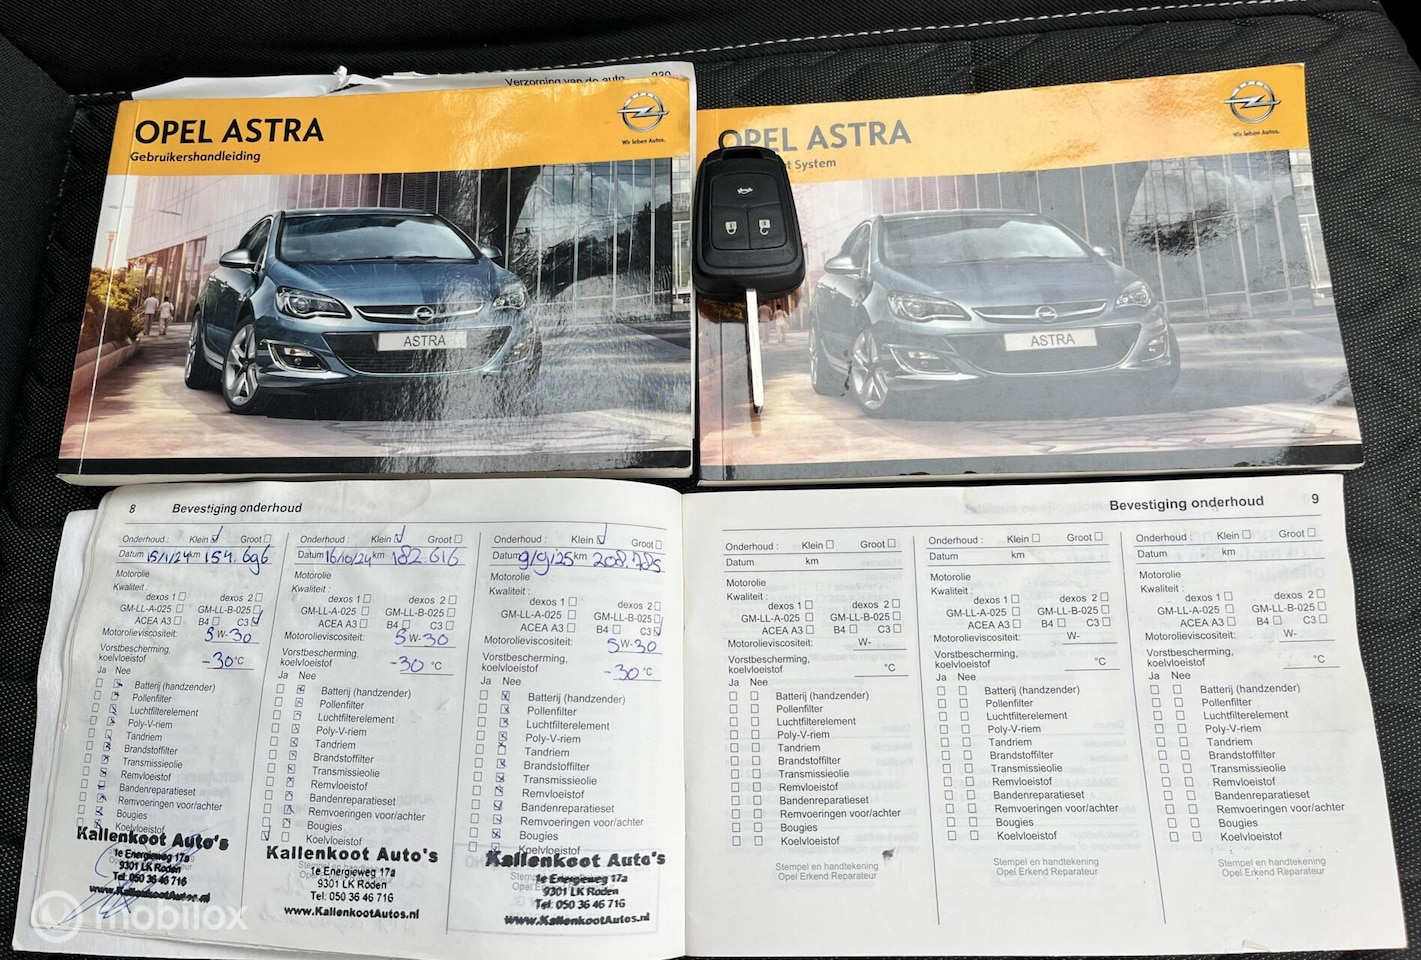 Verzorging van de auto 230
OPEL ASTRA
Gebruikershandleiding
Wir leben Autos.
ASTRA
OPEL ASTRA
System
Wir leben Autos.
ASTRA
8 Bevestiging onderhoud
Onderhoud : Klein Groot
Datum 15/1/24 km 154.696
Motorolie
Kwaliteit :
dexos 1 dexos 2
GM-LL-A-025 GM-LL-B-025
ACEA A3 B4 C3
Motorolieviscositeit: 5 W-30
Vorstbescherming,
koelvloeistof -30 °C
Ja Nee
Batterij (handzender)
Pollenfilter
Luchtfilterelement
Poly-V-riem
Tandriem
Brandstoffilter
Transmissieolie
Remvloeistof
Bandenreparatieset
Remvoeringen voor/achter
Bougies
Koelvloeistof
Kallenkoot Auto's
1e Energieweg 17a
9301 LK Roden
Tel: 050 36 46 716
www.KallenkootAutos.nl
Onderhoud : Klein Groot
Datum 16/10/24 km 182.616
Motorolie
Kwaliteit :
dexos 1 dexos 2
GM-LL-A-025 GM-LL-B-025
ACEA A3 B4 C3
Motorolieviscositeit: 5 W-30
Vorstbescherming,
koelvloeistof -30 °C
Ja Nee
Batterij (handzender)
Pollenfilter
Luchtfilterelement
Poly-V-riem
Tandriem
Brandstoffilter
Transmissieolie
Remvloeistof
Bandenreparatieset
Remvoeringen voor/achter
Bougies
Koelvloeistof
Kallenkoot Auto's
Stempel en
Opel Erkend
1e Energieweg 17a
9301 LK Roden
Tel: 050 36 46 716
www.KallenkootAutos.nl
Onderhoud : Klein Groot
Datum 9/9/25 km 208.785
Motorolie
Kwaliteit :
dexos 1 dexos 2
GM-LL-A-025 GM-LL-B-025
ACEA A3 B4 C3
Motorolieviscositeit: 5 W-30
Vorstbescherming,
koelvloeistof -30 °C
Ja Nee
Batterij (handzender)
Pollenfilter
Luchtfilterelement
Poly-V-riem
Tandriem
Brandstoffilter
Transmissieolie
Remvloeistof
Bandenreparatieset
Remvoeringen voor/achter
Bougies
Koelvloeistof
Kallenkoot Auto's
Stempel en
Opel Erkend
1e Energieweg 17a
9301 LK Roden
Tel: 050 36 46 716
www.KallenkootAutos.nl
Bevestiging onderhoud 9
Onderhoud : Klein Groot
Datum km
Motorolie
Kwaliteit :
dexos 1 dexos 2
GM-LL-A-025 GM-LL-B-025
ACEA A3 B4 C3
Motorolieviscositeit: W-
Vorstbescherming,
koelvloeistof °C
Ja Nee
Batterij (handzender)
Pollenfilter
Luchtfilterelement
Poly-V-riem
Tandriem
Brandstoffilter
Transmissieolie
Remvloeistof
Bandenreparatieset
Remvoeringen voor/achter
Bougies
Koelvloeistof
Stempel en handtekening
Opel Erkend Reparateur
Onderhoud : Klein Groot
Datum km
Motorolie
Kwaliteit :
dexos 1 dexos 2
GM-LL-A-025 GM-LL-B-025
ACEA A3 B4 C3
Motorolieviscositeit: W-
Vorstbescherming,
koelvloeistof °C
Ja Nee
Batterij (handzender)
Pollenfilter
Luchtfilterelement
Poly-V-riem
Tandriem
Brandstoffilter
Transmissieolie
Remvloeistof
Bandenreparatieset
Remvoeringen voor/achter
Bougies
Koelvloeistof
Stempel en handtekening
Opel Erkend Reparateur
Onderhoud : Klein Groot
Datum km
Motorolie
Kwaliteit :
dexos 1 dexos 2
GM-LL-A-025 GM-LL-B-025
ACEA A3 B4 C3
Motorolieviscositeit: W-
Vorstbescherming,
koelvloeistof °C
Ja Nee
Batterij (handzender)
Pollenfilter
Luchtfilterelement
Poly-V-riem
Tandriem
Brandstoffilter
Transmissieolie
Remvloeistof
Bandenreparatieset
Remvoeringen voor/achter
Bougies
Koelvloeistof
Stempel en handtekening
Opel Erkend Reparateur
mobilox